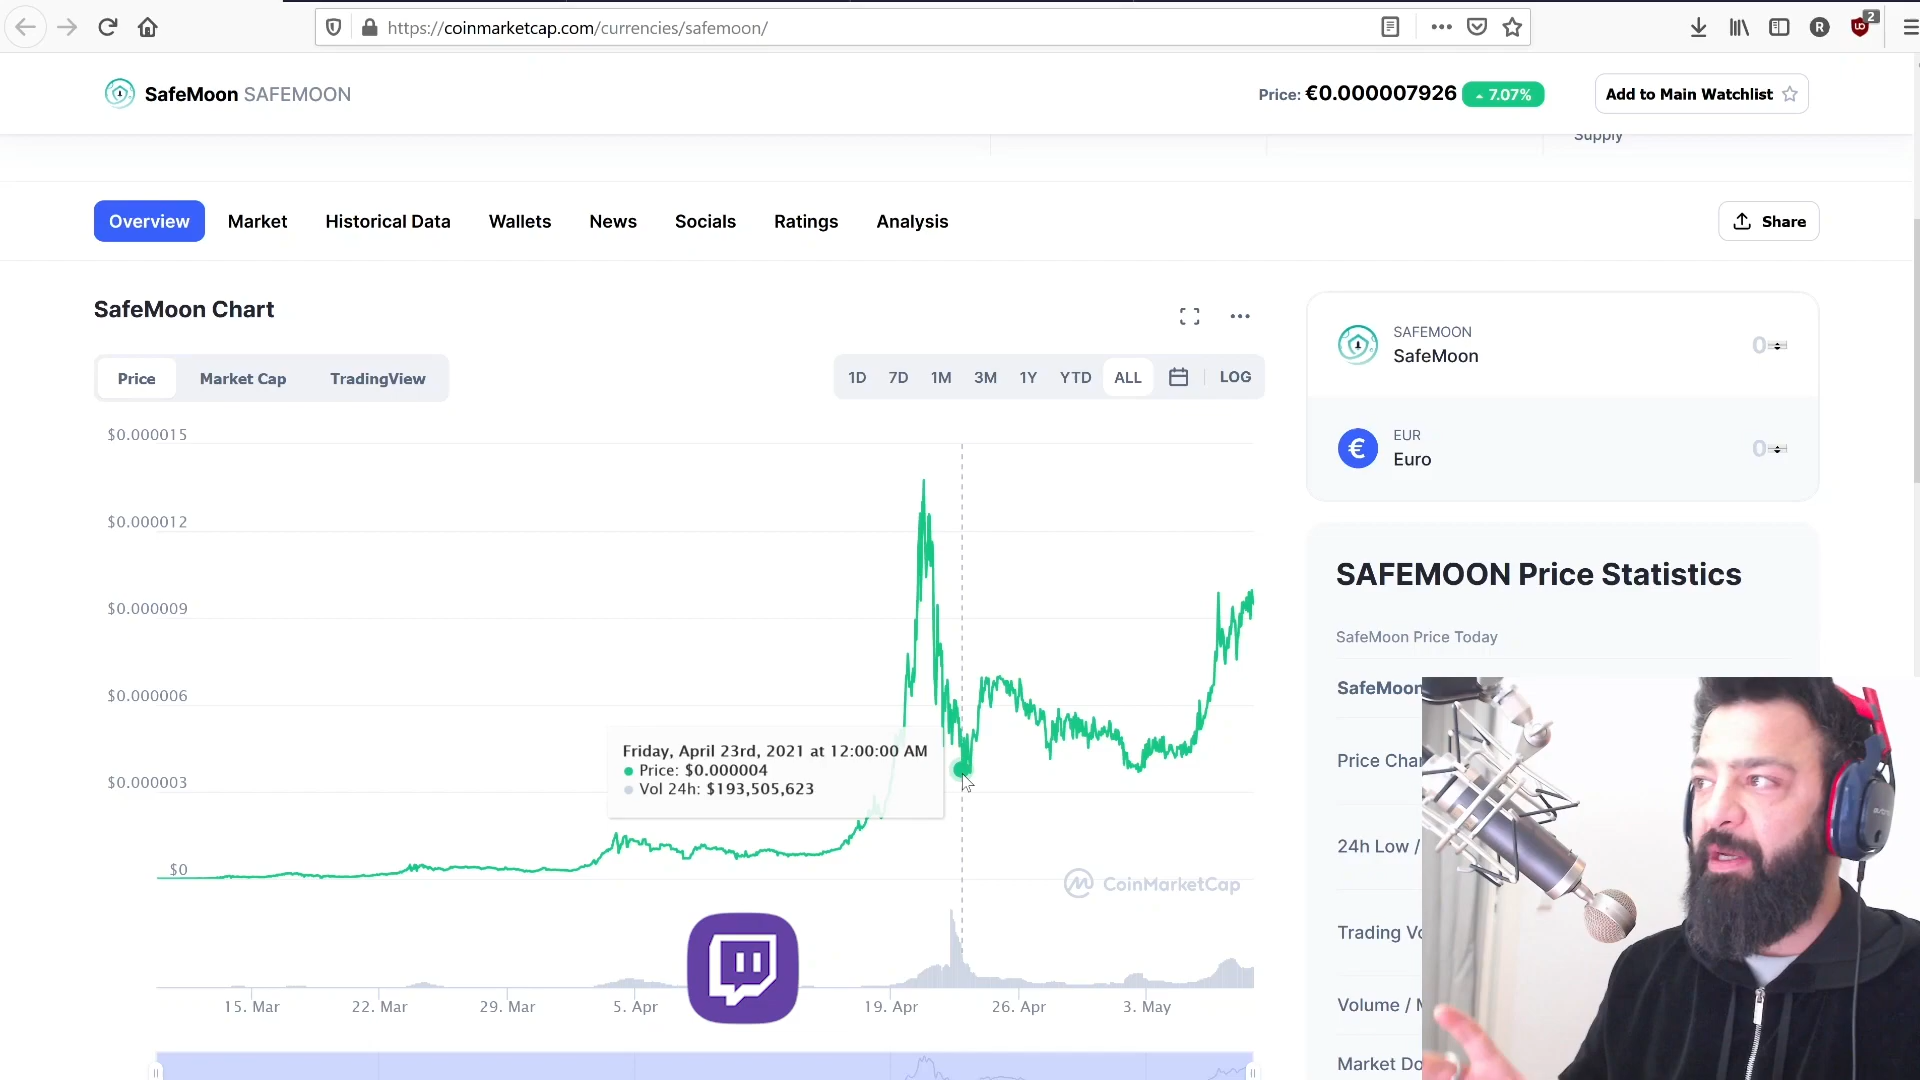 https://coinmarketcap.com/currencies/safemoon/
R
2
SafeMoon SAFEMOON
Price: €0.000007926
7.07%
Add to Main Watchlist
Supply
Overview
Market
Historical Data
Wallets
News
Socials
Ratings
Analysis
Share
SafeMoon Chart
Price
Market Cap
TradingView
1D
7D
1M
3M
1Y
YTD
ALL
LOG
$0.000015
$0.000012
$0.000009
$0.000006
$0.000003
$0
Friday, April 23rd, 2021 at 12:00:00 AM
Price: $0.000004
Vol 24h: $193,505,623
CoinMarketCap
15. Mar
22. Mar
29. Mar
5. Apr
19. Apr
26. Apr
3. May
SAFEMOON
SafeMoon
0
EUR
Euro
0
SAFEMOON Price Statistics
SafeMoon Price Today
SafeMoon
Price Cha
24h Low /
Trading Vo
Volume / M
Market Do